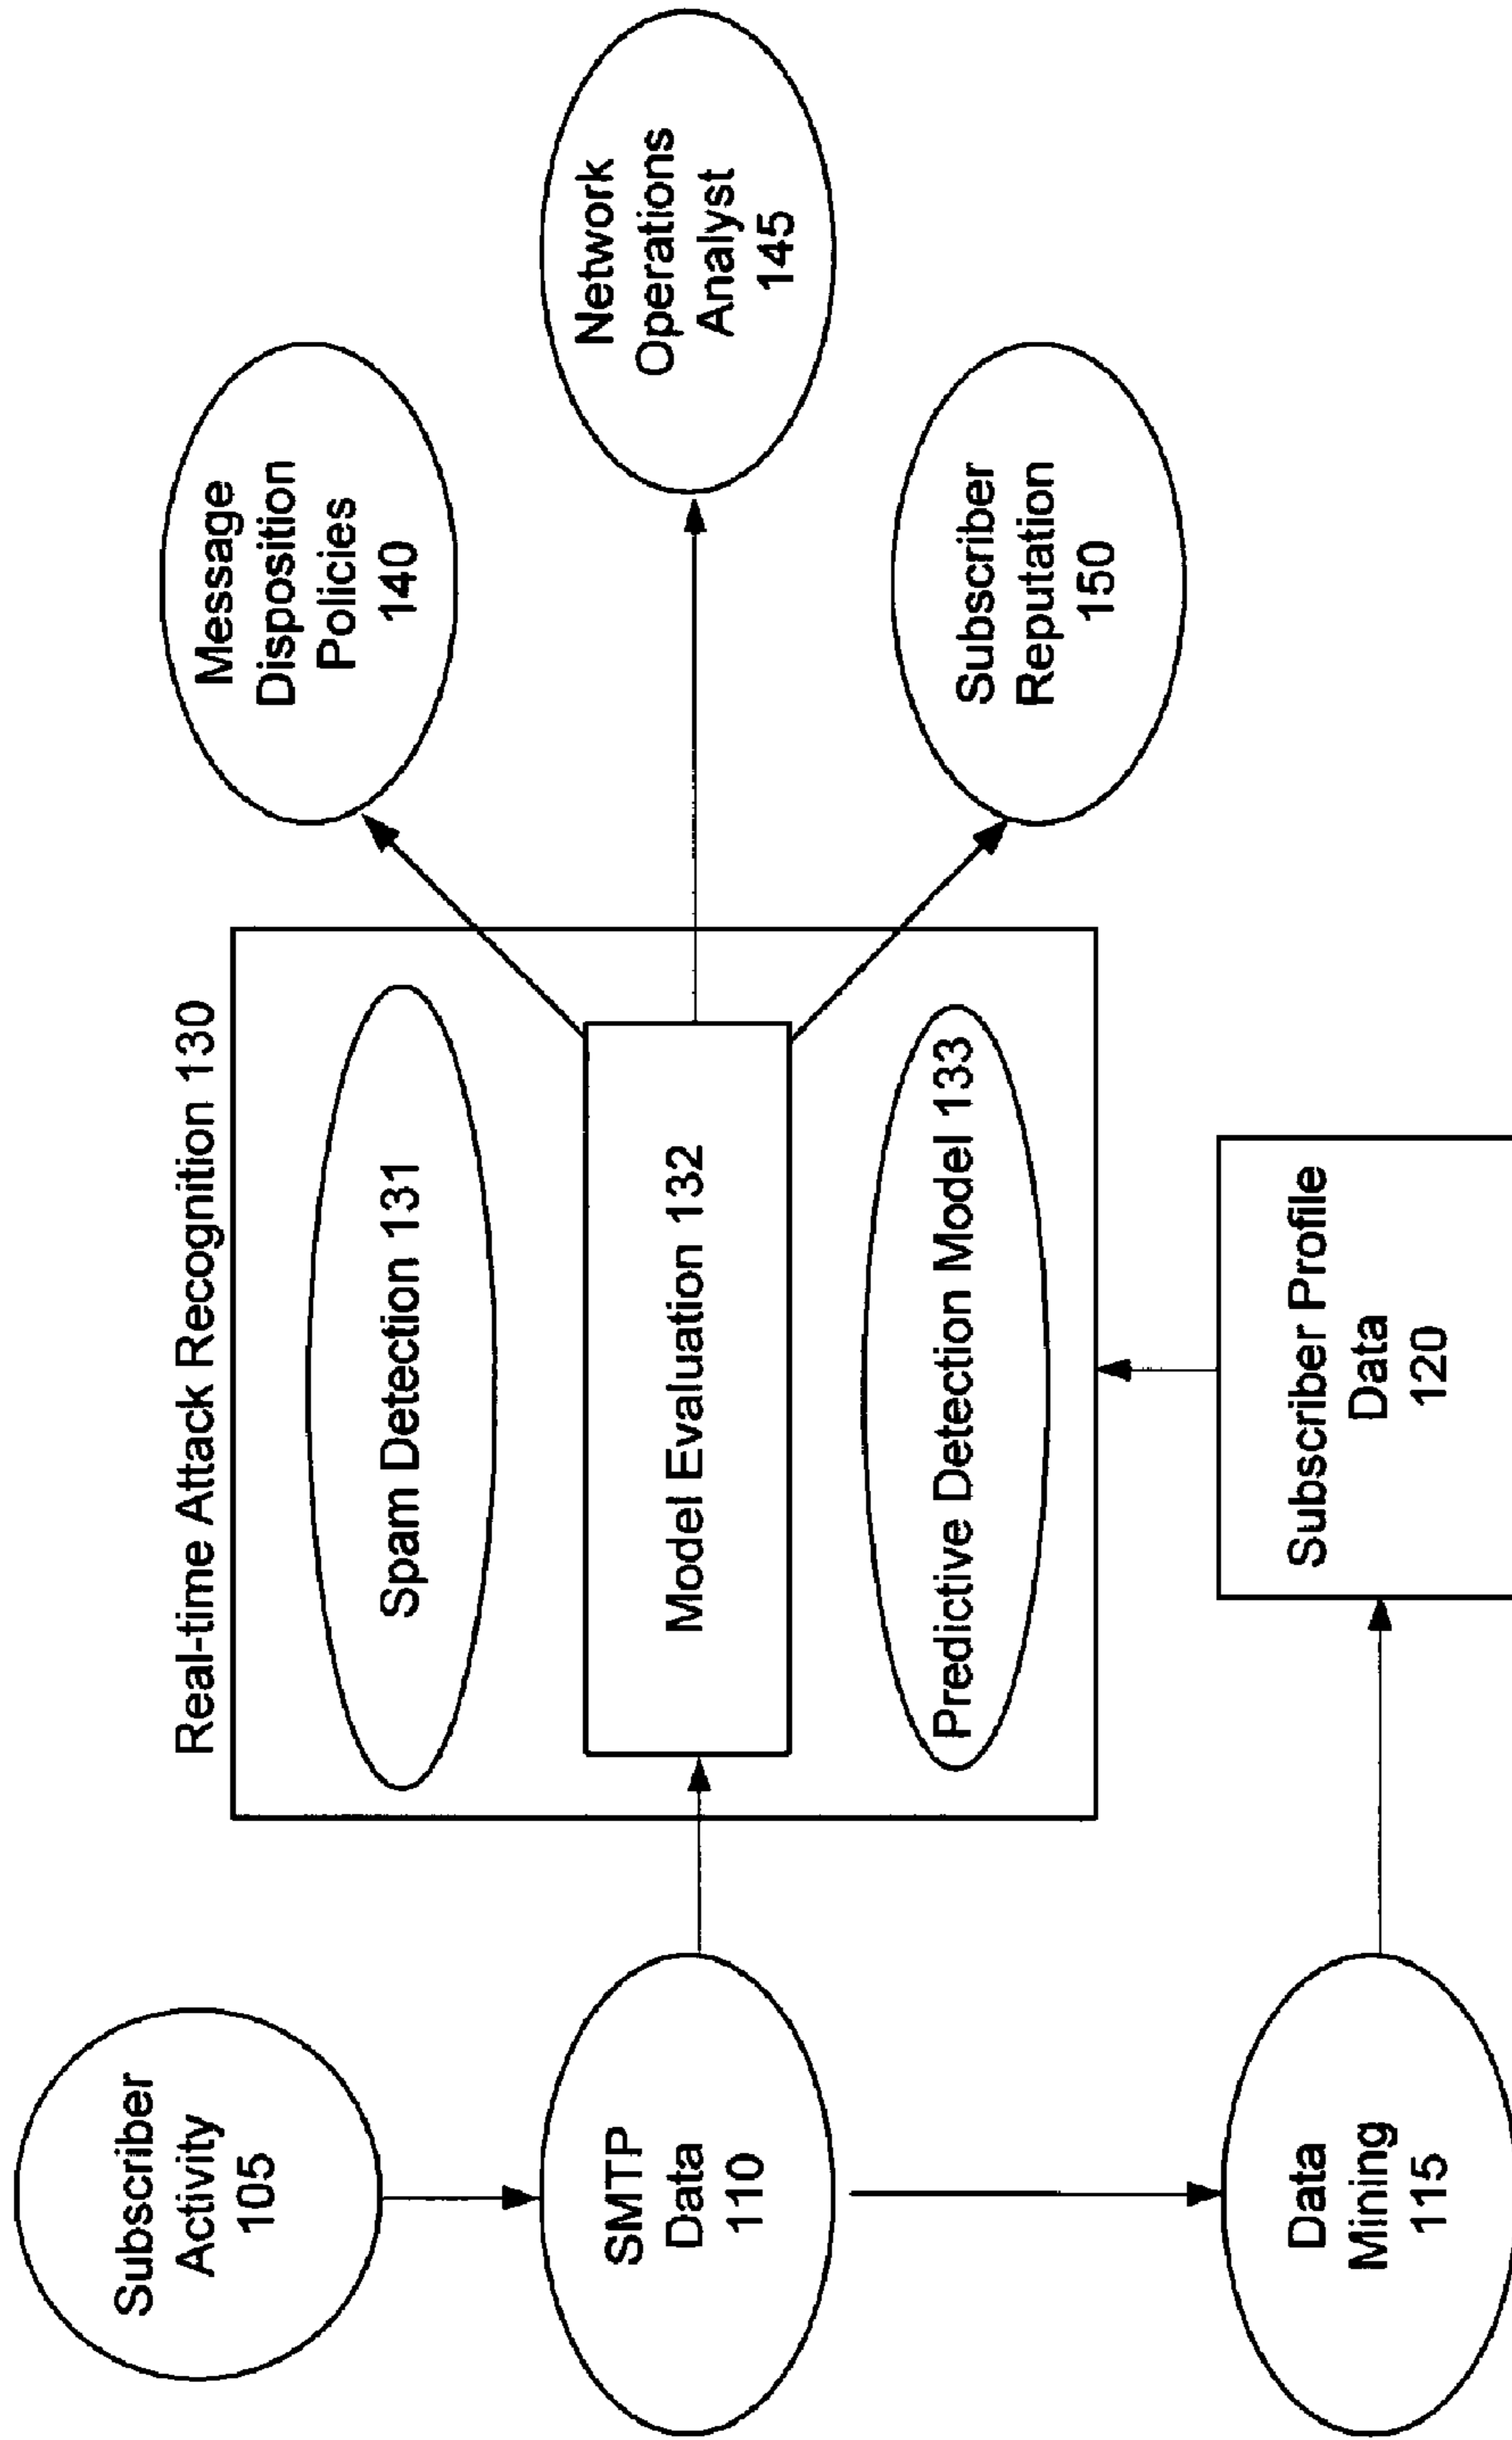 Subscriber
Activity
105
SMTP
Data
110
Data
Mining
115
Real-time Attack Recognition 130
Spam Detection 131
Model Evaluation 132
Predictive Detection Model 133
Subscriber Profile
Data
120
Message
Disposition
Policies
140
Network
Operations
Analyst
145
Subscriber
Reputation
150